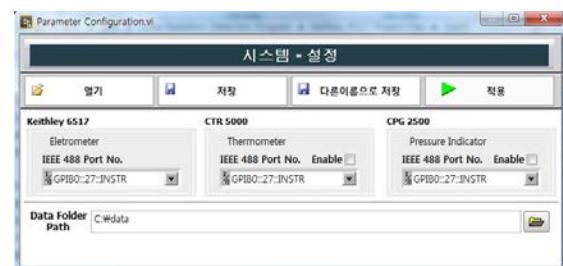 Parameter Configuration.vi
시스템 - 설정
열기 저장 다른이름으로 저장 적용
Keithley 6517 CTR 5000 CPG 2500
Eletrometer Thermometer Pressure Indicator
IEEE 488 Port No. IEEE 488 Port No. Enable IEEE 488 Port No. Enable
GPIB0::27::INSTR GPIB0::27::INSTR GPIB0::27::INSTR
Data Folder Path C:₩data